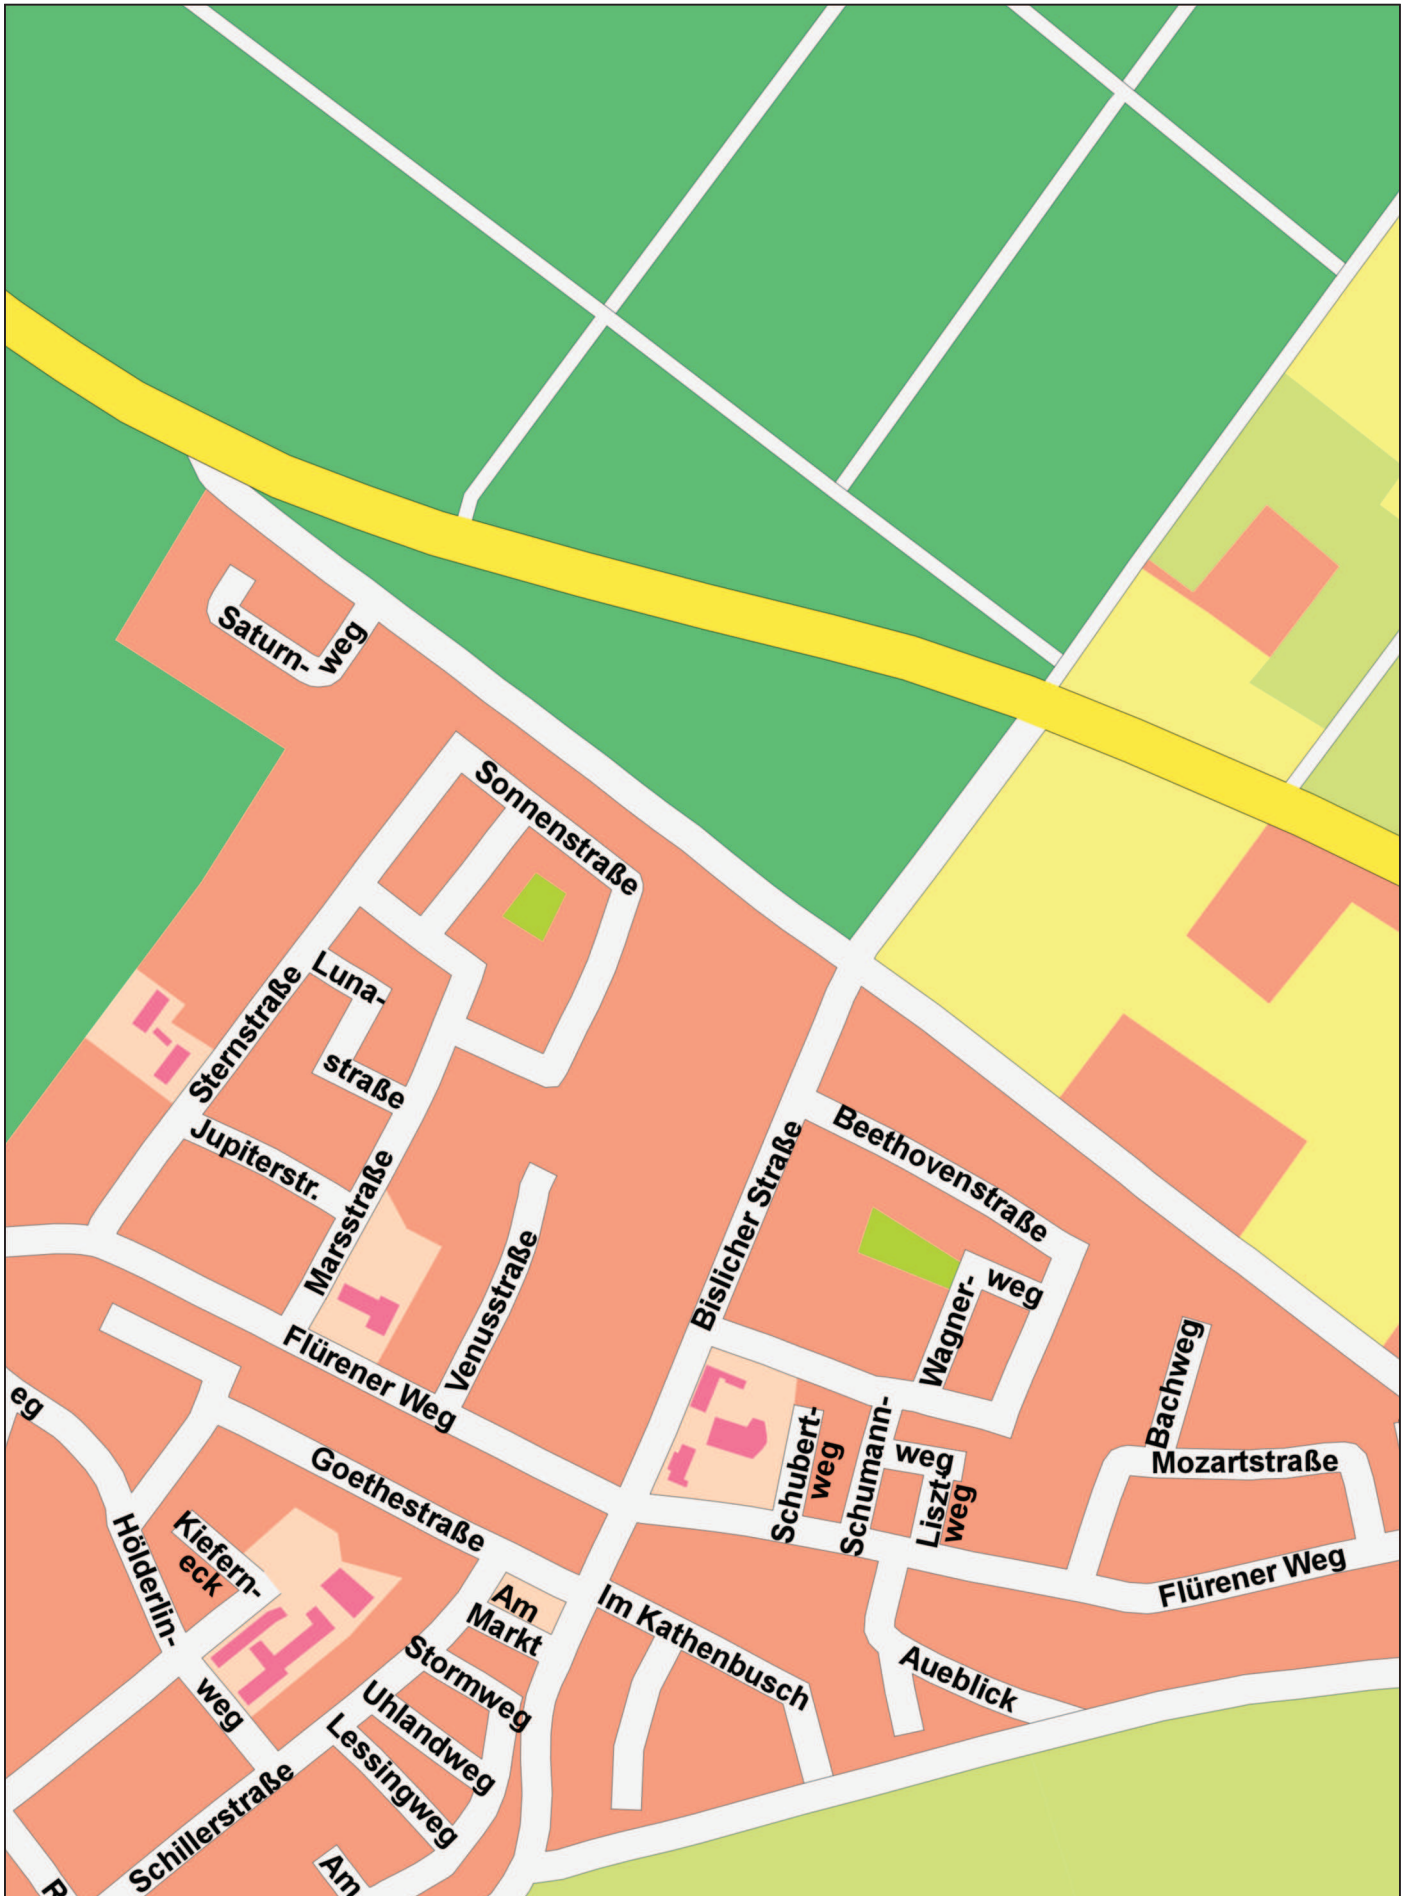 Saturn-
weg
Sonnenstraße
Luna-
straße
Sternstraße
Jupiterstr.
Marsstraße
Venusstraße
Flürener Weg
Bislicher Straße
Beethovenstraße
Wagner-
weg
Bachweg
Mozartstraße
Schubert-
weg
Schumann-
weg
Liszt-
weg
Flürener Weg
eg
Goethestraße
Hölderlin-
weg
Kiefern-
eck
Am
Markt
Im Kathenbusch
Stormweg
Uhlandweg
Lessingweg
Aueblick
Schillerstraße
Am
R